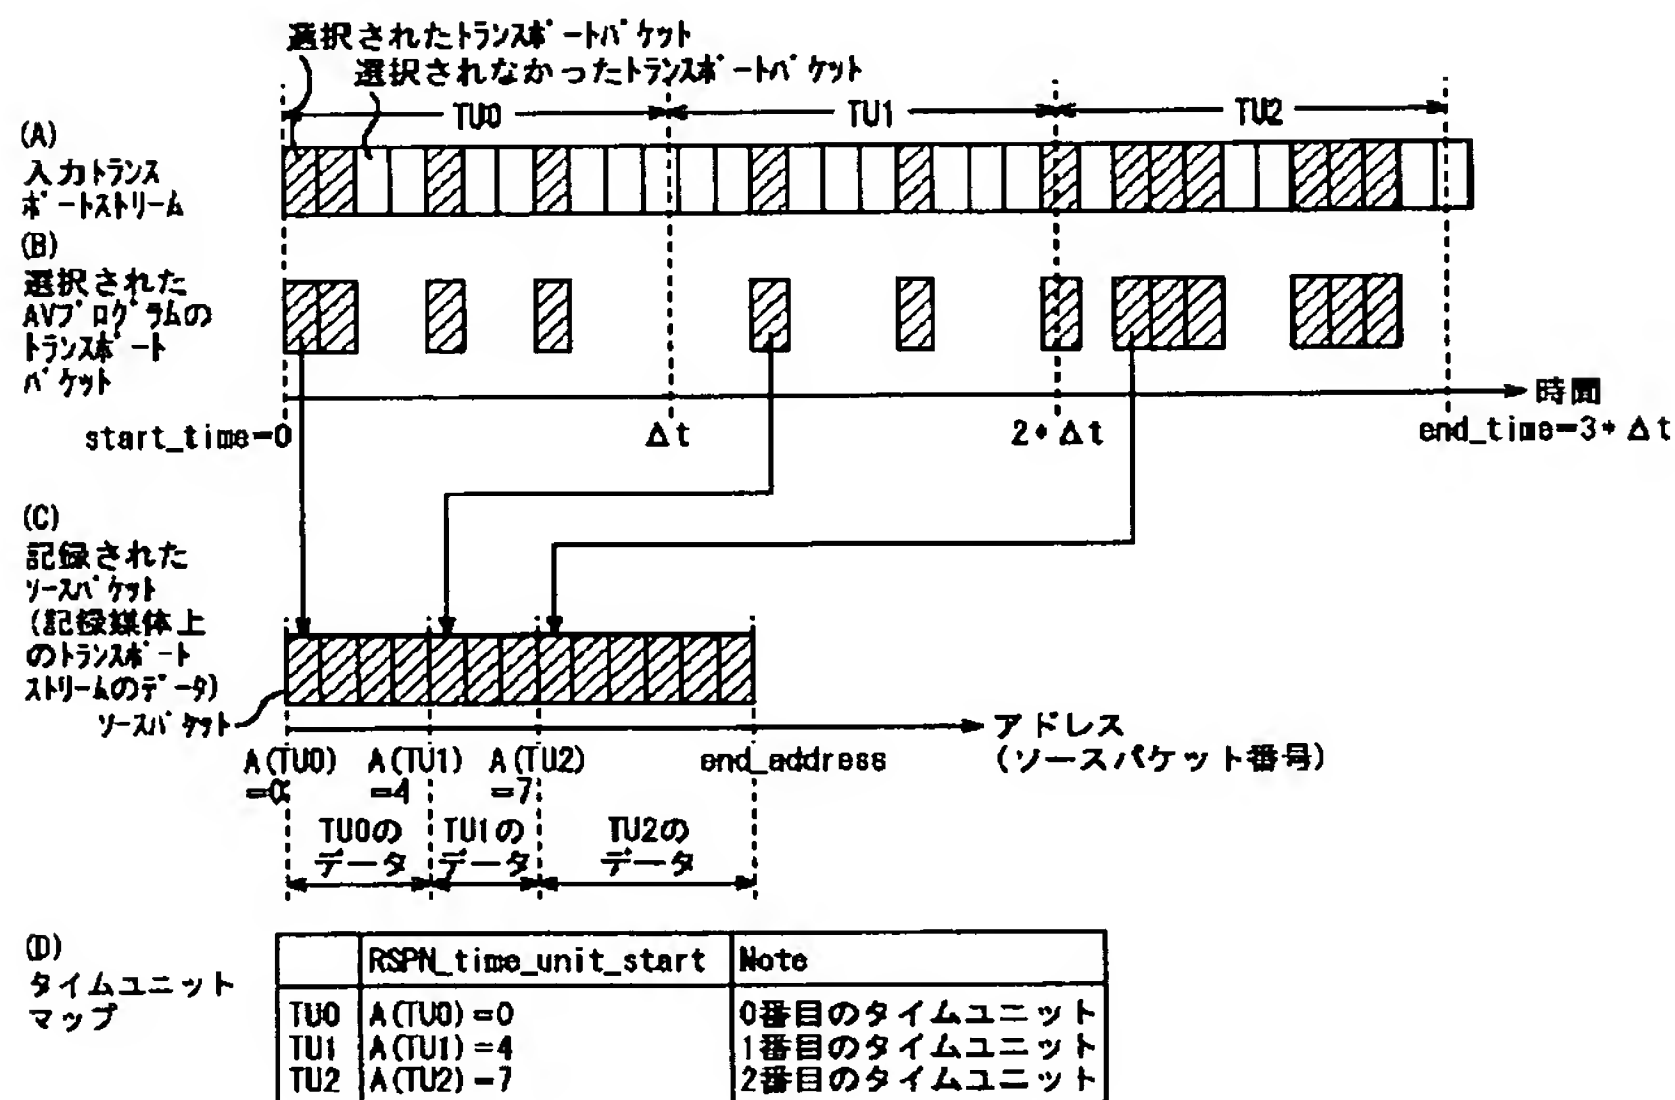 選択されたトランスポートパケット
選択されなかったトランスポートパケット
TU0
TU1
TU2
(A)
入力トランス
ポートストリーム
(B)
選択された
AVプログラムの
トランスポート
パケット
時間
start_time=0
Δt
2*Δt
end_time=3*Δt
(C)
記録された
ソースパケット
(記録媒体上
のトランスポート
ストリームのデータ)
ソースパケット
アドレス
(ソースパケット番号)
A(TU0)
=0
A(TU1)
=4
A(TU2)
=7
end_address
TU0の
データ
TU1の
データ
TU2の
データ
(D)
タイムユニット
マップ
RSPN_time_unit_start
Note
TU0 A(TU0)=0 0番目のタイムユニット
TU1 A(TU1)=4 1番目のタイムユニット
TU2 A(TU2)=7 2番目のタイムユニット